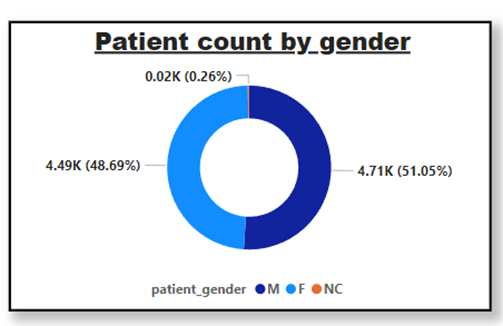 Patient count by gender
0.02K (0.26%)
4.49K (48.69%)
4.71K (51.05%)
patient_gender M F NC